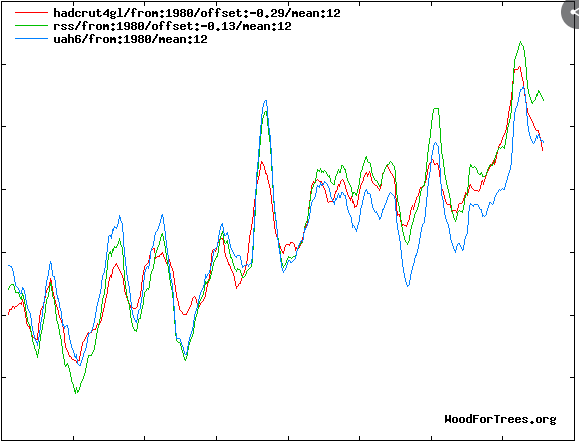 hadcrut4gl/from:1980/offset:-0.29/mean:12
rss/from:1980/offset:-0.13/mean:12
uah6/from:1980/mean:12
WoodForTrees.org